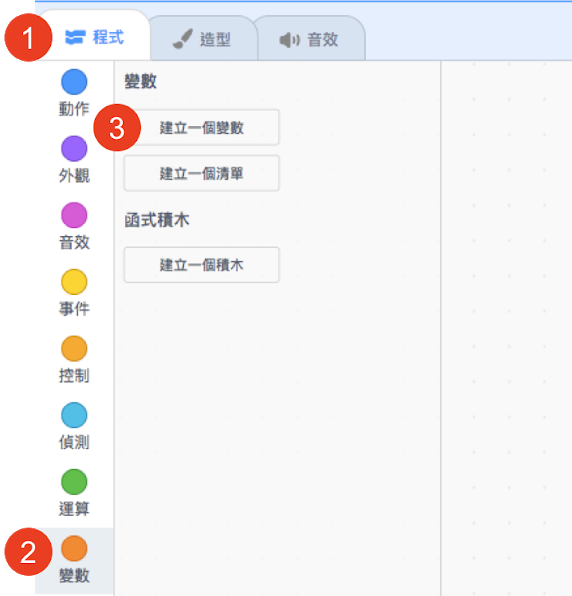 1 程式 造型 音效
動作
外觀
音效
事件
控制
偵測
運算
2 變數
變數
3 建立一個變數
建立一個清單
函式積木
建立一個積木